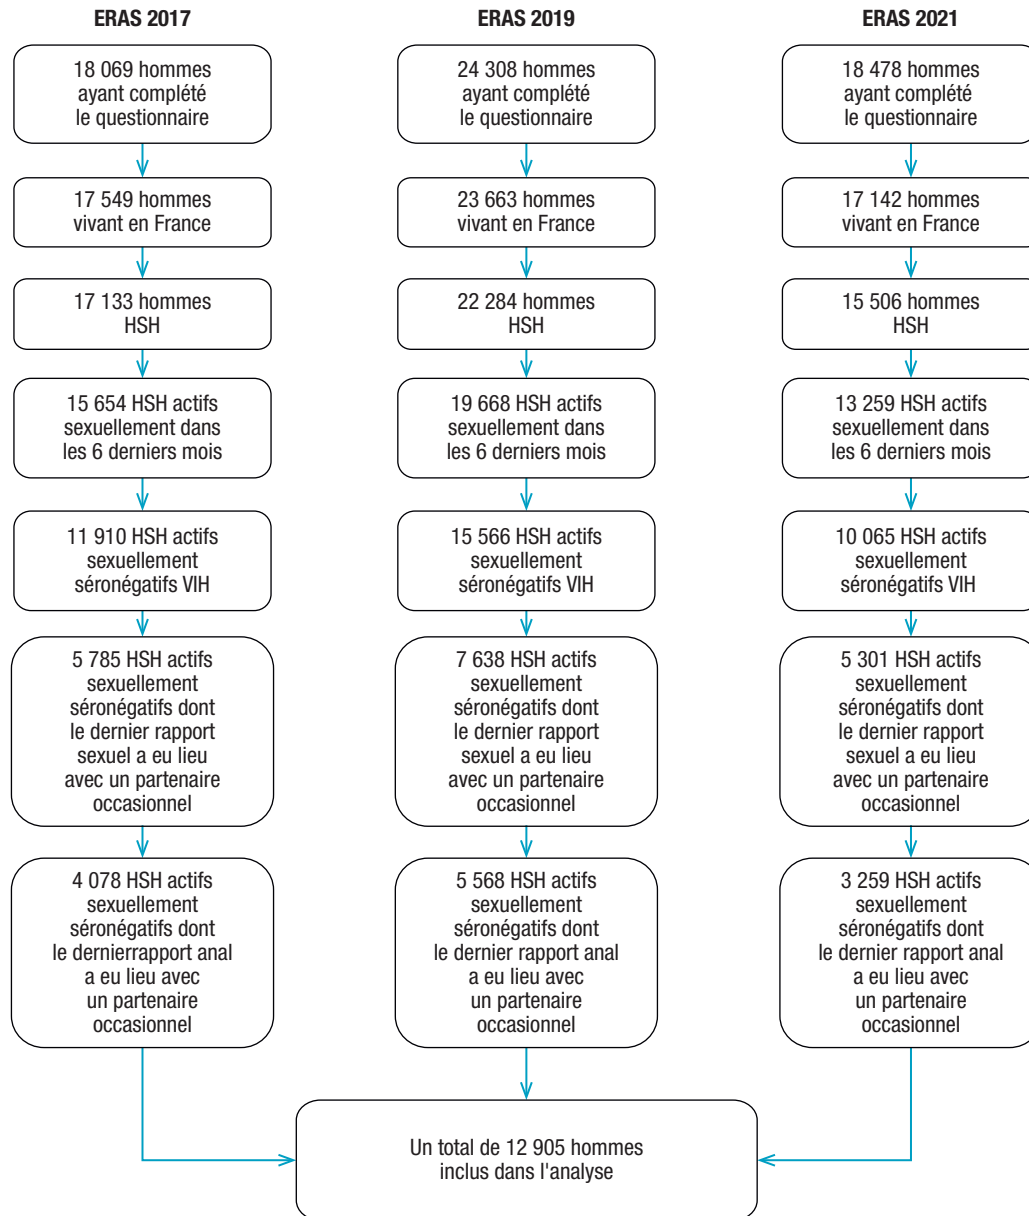 ERAS 2017
18 069 hommes
ayant complété
le questionnaire
17 549 hommes
vivant en France
17 133 hommes
HSH
15 654 HSH actifs
sexuellement dans
les 6 derniers mois
11 910 HSH actifs
sexuellement
séronégatifs VIH
5 785 HSH actifs
sexuellement
séronégatifs dont
le dernier rapport
sexuel a eu lieu
avec un partenaire
occasionnel
4 078 HSH actifs
sexuellement
séronégatifs dont
le dernierrapport anal
a eu lieu avec
un partenaire
occasionnel
ERAS 2019
24 308 hommes
ayant complété
le questionnaire
23 663 hommes
vivant en France
22 284 hommes
HSH
19 668 HSH actifs
sexuellement dans
les 6 derniers mois
15 566 HSH actifs
sexuellement
séronégatifs VIH
7 638 HSH actifs
sexuellement
séronégatifs dont
le dernier rapport
sexuel a eu lieu
avec un partenaire
occasionnel
5 568 HSH actifs
sexuellement
séronégatifs dont
le dernier rapport anal
a eu lieu avec
un partenaire
occasionnel
ERAS 2021
18 478 hommes
ayant complété
le questionnaire
17 142 hommes
vivant en France
15 506 hommes
HSH
13 259 HSH actifs
sexuellement dans
les 6 derniers mois
10 065 HSH actifs
sexuellement
séronégatifs VIH
5 301 HSH actifs
sexuellement
séronégatifs dont
le dernier rapport
sexuel a eu lieu
avec un partenaire
occasionnel
3 259 HSH actifs
sexuellement
séronégatifs dont
le dernier rapport anal
a eu lieu avec
un partenaire
occasionnel
Un total de 12 905 hommes
inclus dans l'analyse